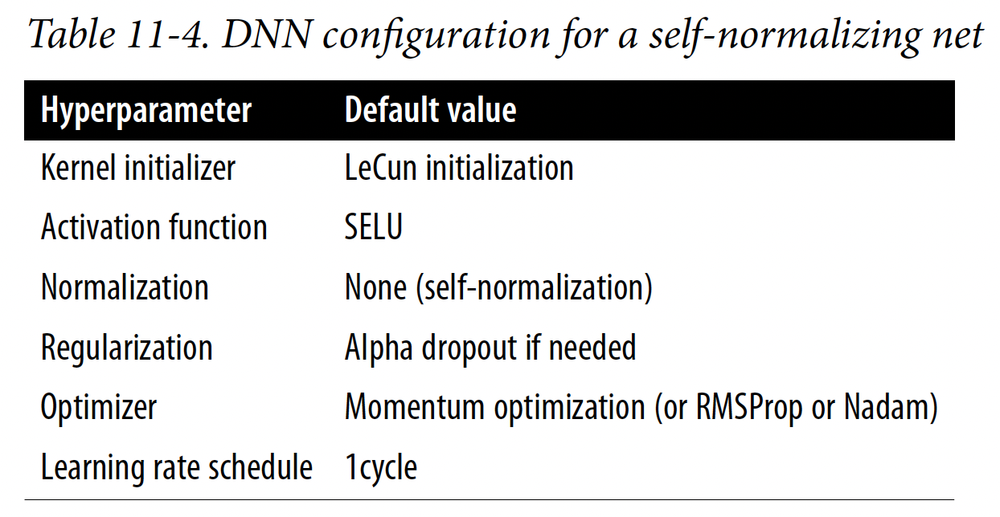 Table 11-4. DNN configuration for a self-normalizing net
Hyperparameter Default value
Kernel initializer LeCun initialization
Activation function SELU
Normalization None (self-normalization)
Regularization Alpha dropout if needed
Optimizer Momentum optimization (or RMSProp or Nadam)
Learning rate schedule 1cycle